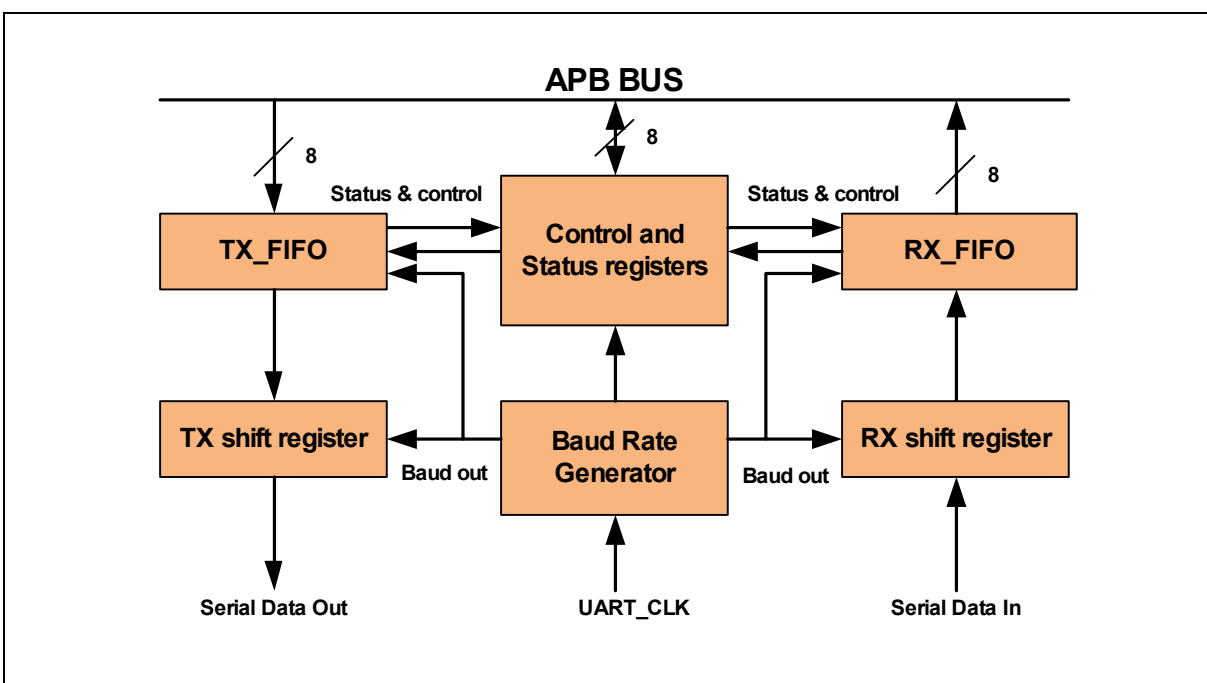 APB BUS
8
8
8
Status & control
Status & control
TX_FIFO
Control and
Status registers
RX_FIFO
TX shift register
Baud Rate
Generator
RX shift register
Baud out
Baud out
Serial Data Out
UART_CLK
Serial Data In